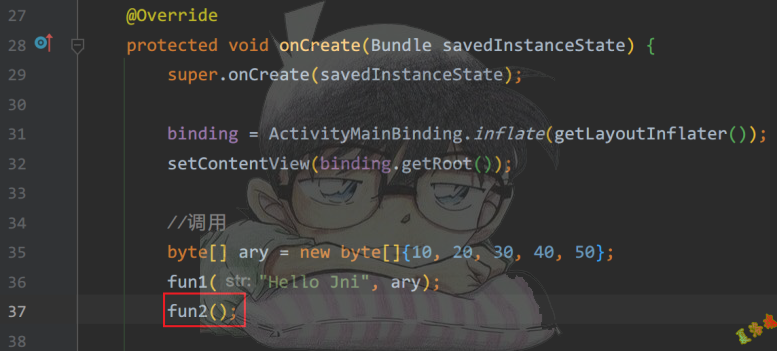 27 @Override
28 protected void onCreate(Bundle savedInstanceState) {
29 super.onCreate(savedInstanceState);
30
31 binding = ActivityMainBinding.inflate(getLayoutInflater());
32 setContentView(binding.getRoot());
33
34 //调用
35 byte[] ary = new byte[]{10, 20, 30, 40, 50};
36 fun1( str: "Hello Jni", ary);
37 fun2();
38